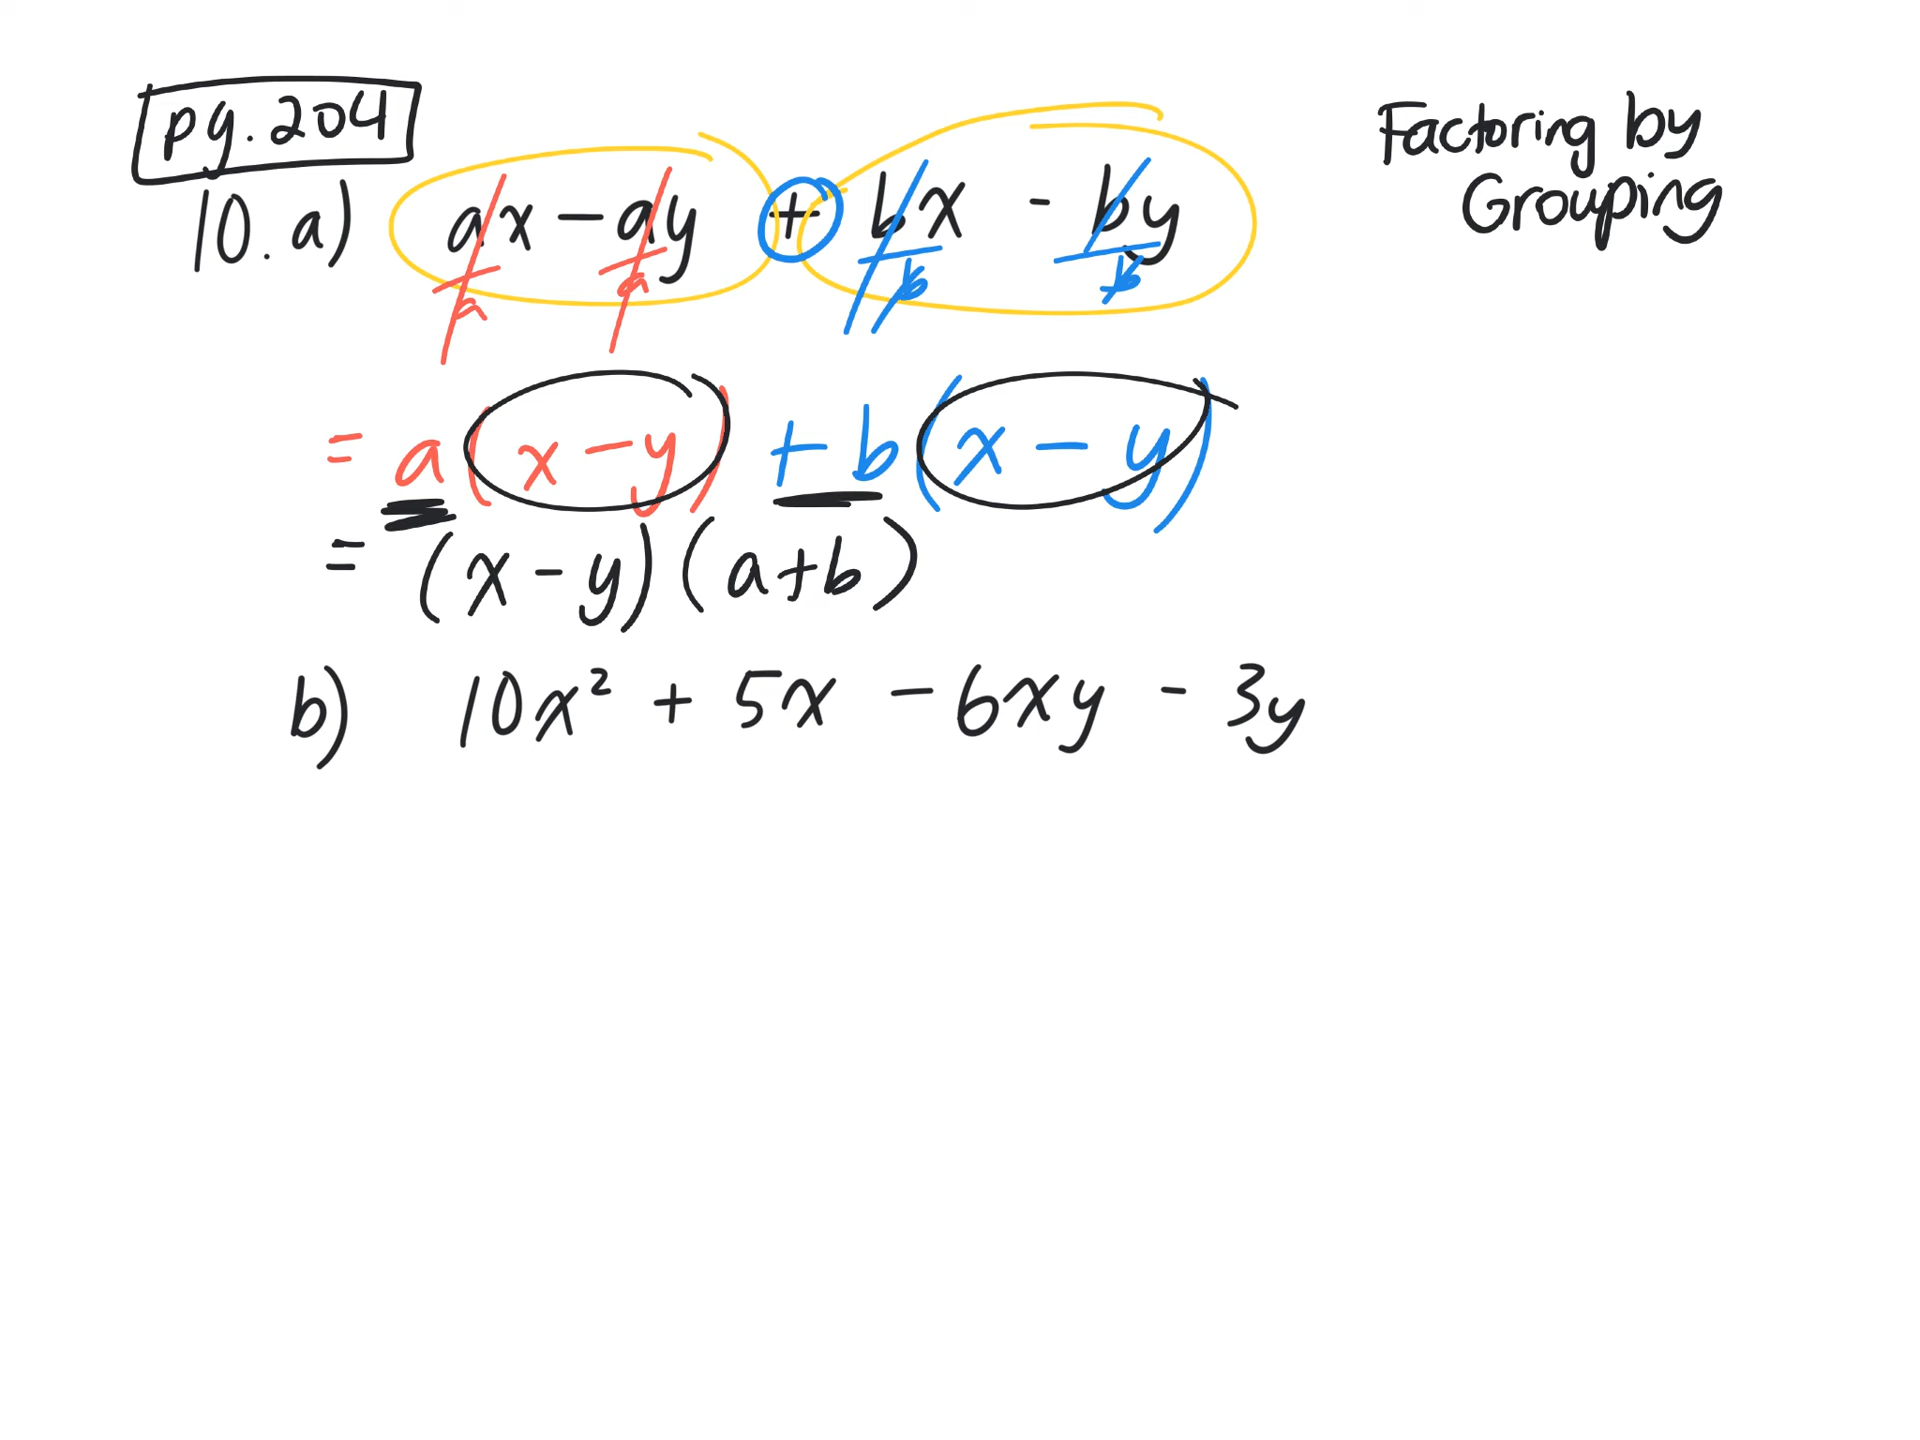 pg. 204
Factoring by
Grouping
10. a) ax - ay + bx - by
a a b b
= a(x - y) + b(x - y)
= (x - y)(a+b)
b) 10x² + 5x - 6xy - 3y